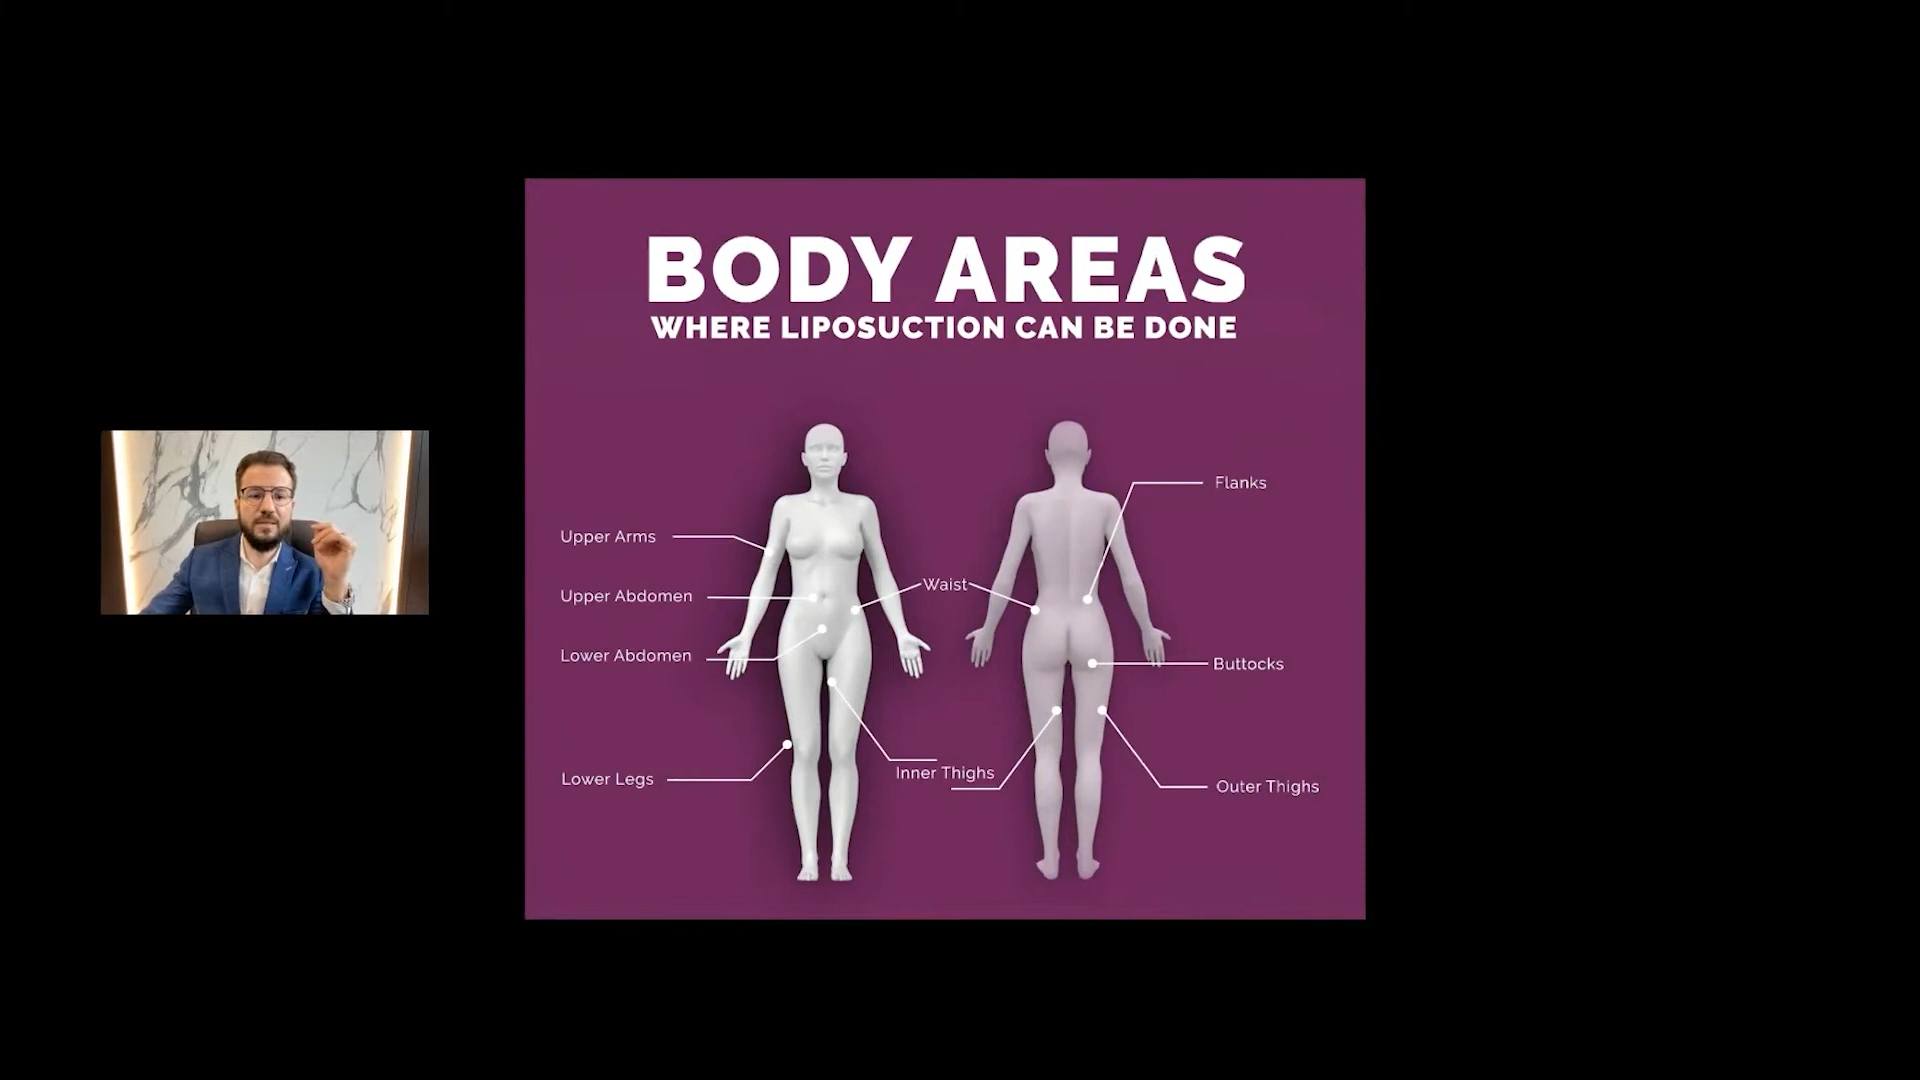 BODY AREAS
WHERE LIPOSUCTION CAN BE DONE
Flanks
Upper Arms
Waist
Upper Abdomen
Lower Abdomen
Buttocks
Inner Thighs
Lower Legs
Outer Thighs